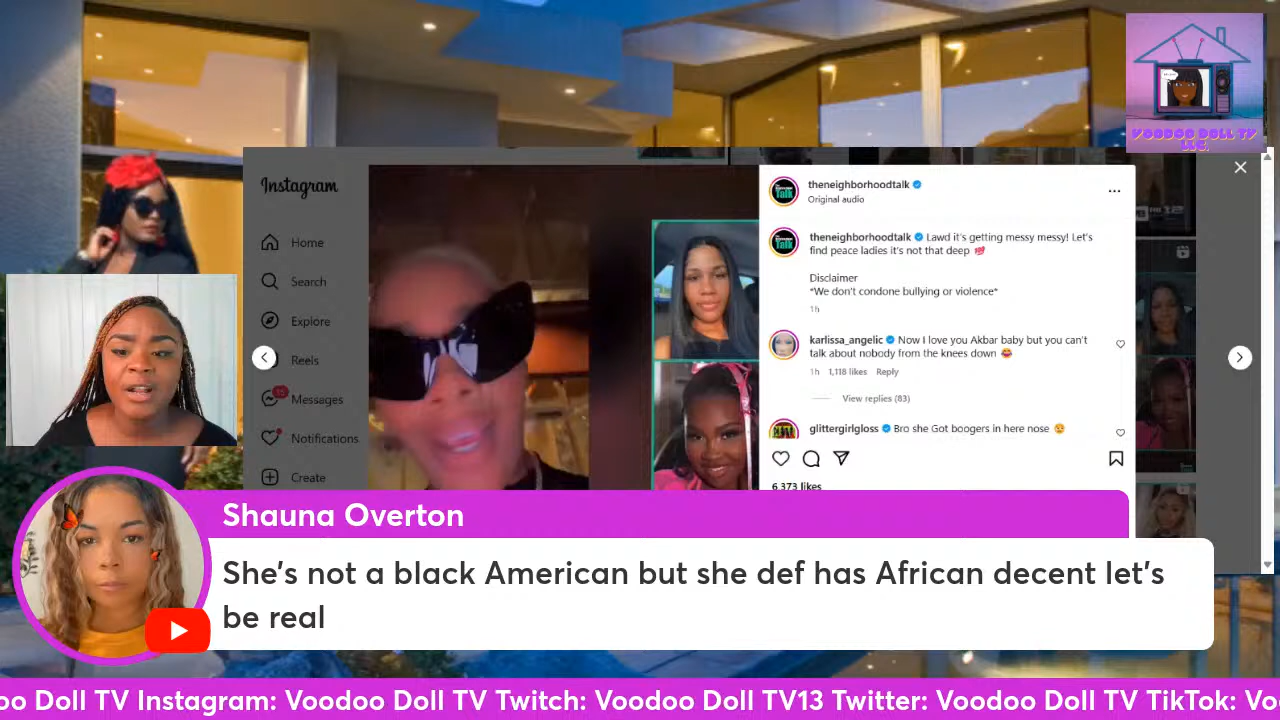 VOODOO DOLL TV
LLC.
Instagram
Home
Search
Explore
Reels
Messages
Notifications
Create
theneighborhoodtalk
Original audio
theneighborhoodtalk Lawd it's getting messy messy! Let's
find peace ladies it's not that deep
Disclaimer
*We don't condone bullying or violence*
1h
karlissa_angelic Now I love you Akbar baby but you can't
talk about nobody from the knees down
1h 1,118 likes Reply
View replies (83)
glittergirlgloss Bro she Got boogers in here nose
6,373 likes
Shauna Overton
She's not a black American but she def has African decent let's
be real
oo Doll TV Instagram: Voodoo Doll TV Twitch: Voodoo Doll TV13 Twitter: Voodoo Doll TV TikTok: Vo